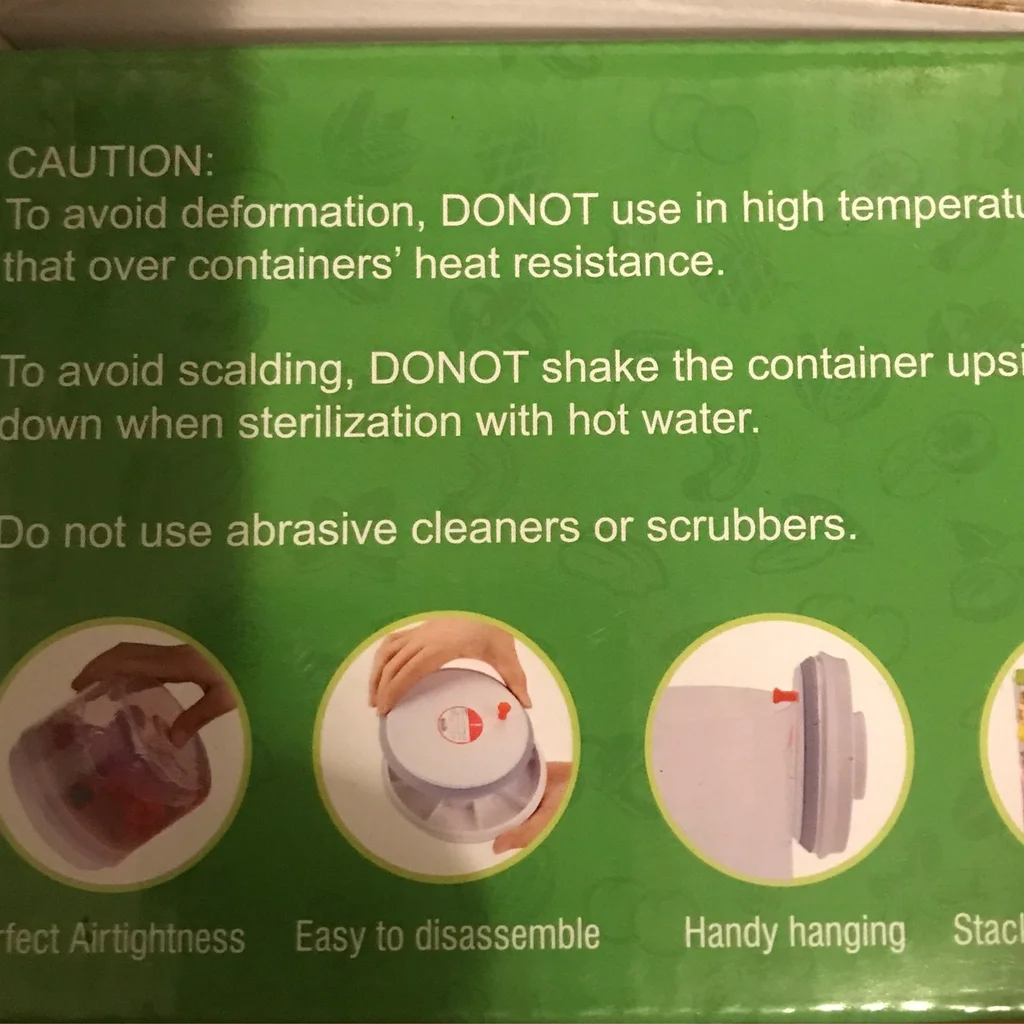 CAUTION:
To avoid deformation, DONOT use in high temperatu
that over containers' heat resistance.
To avoid scalding, DONOT shake the container upsi
down when sterilization with hot water.
Do not use abrasive cleaners or scrubbers.
rfect Airtightness Easy to disassemble Handy hanging Stac